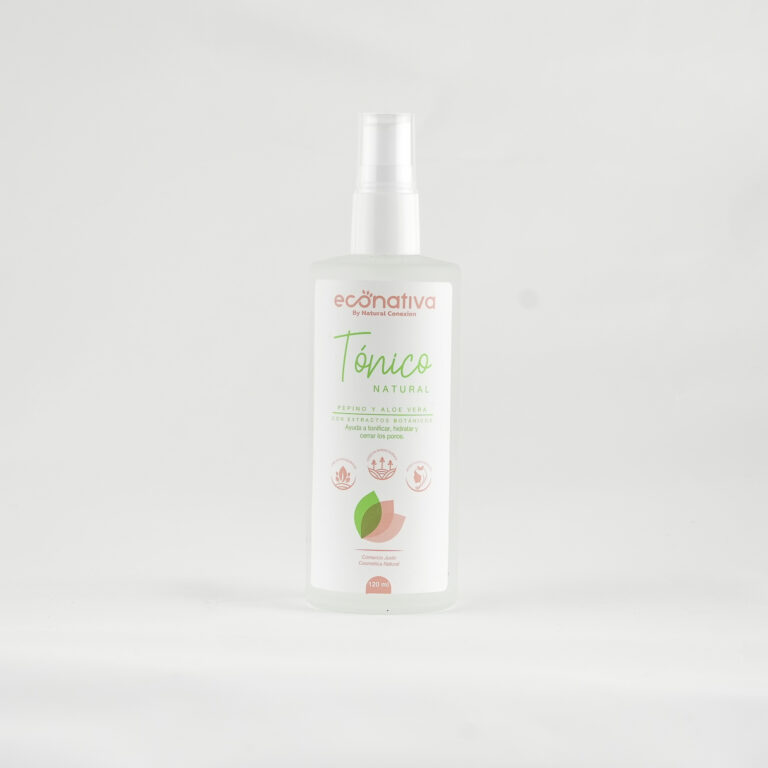 econativa
By Natural Conexion
Tónico
NATURAL
PEPINO Y ALOE VERA
CON EXTRACTOS BOTÁNICOS
Ayuda a tonificar, hidratar y
cerrar los poros.
Comercio Justo
Cosmetica Natural
120 ml